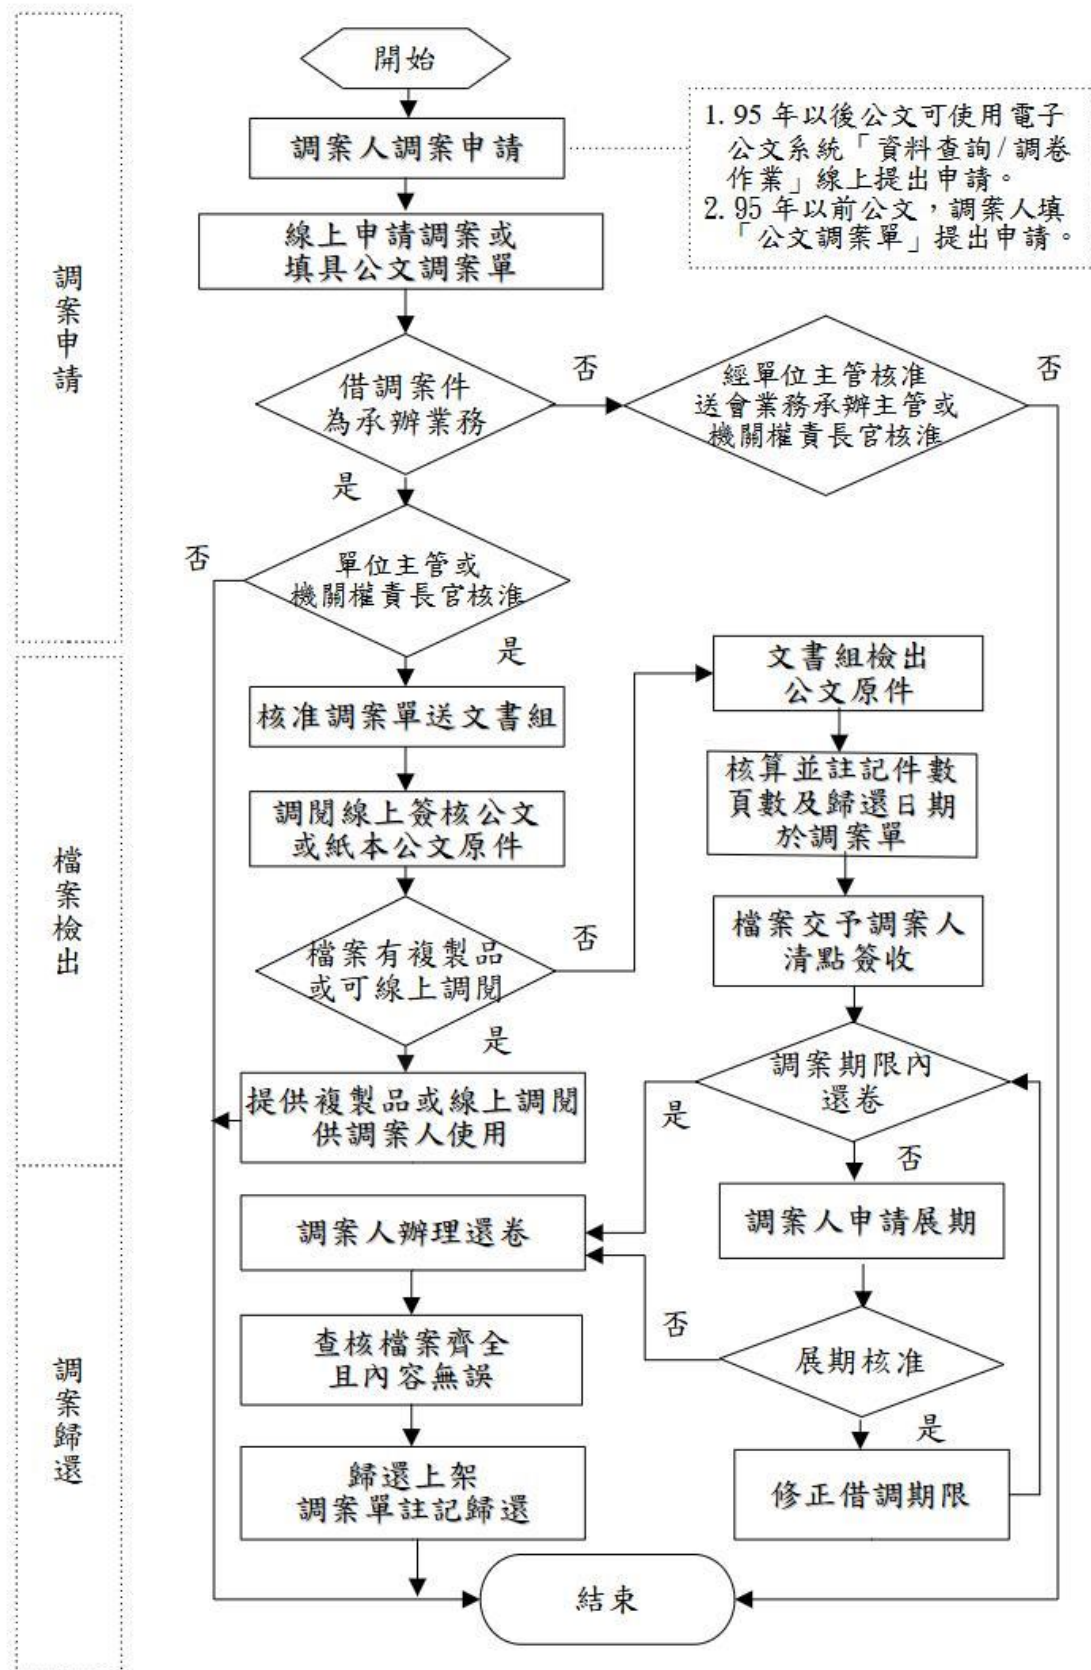 開始
調案人調案申請
1. 95 年以後公文可使用電子
公文系統「資料查詢/調卷
作業」線上提出申請。
2. 95 年以前公文，調案人填
「公文調案單」提出申請。
線上申請調案或
填具公文調案單
調案申請
借調案件
為承辦業務
否
經單位主管核准
送會業務承辦主管或
機關權責長官核准
否
是
否
單位主管或
機關權責長官核准
是
核准調案單送文書組
文書組檢出
公文原件
調閱線上簽核公文
或紙本公文原件
核算並註記件數
頁數及歸還日期
於調案單
檔案檢出
檔案有複製品
或可線上調閱
否
檔案交予調案人
清點簽收
是
提供複製品或線上調閱
供調案人使用
調案期限內
還卷
是
否
調案人辦理還卷
調案人申請展期
查核檔案齊全
且內容無誤
否
展期核准
調案歸還
是
歸還上架
調案單註記歸還
修正借調期限
結束